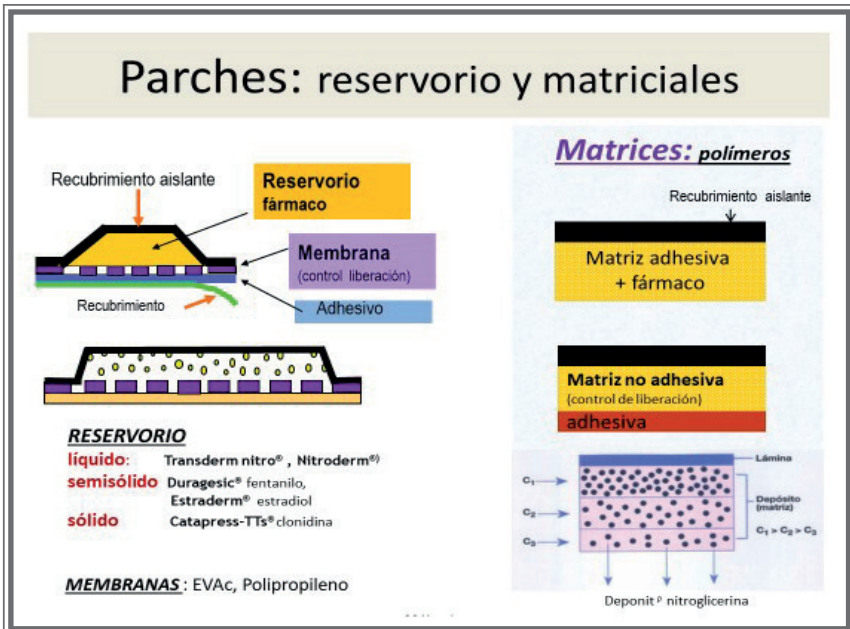 Parches: reservorio y matriciales
Recubrimiento aislante
Reservorio
fármaco
Membrana
(control liberación)
Recubrimiento
Adhesivo
RESERVORIO
líquido: Transderm nitro® , Nitroderm®)
semisólido Duragesic® fentanilo,
Estraderm® estradiol
sólido Catapress-TTs® clonidina
MEMBRANAS : EVAc, Polipropileno
Matrices: polímeros
Recubrimiento aislante
Matriz adhesiva
+ fármaco
Matriz no adhesiva
(control de liberación)
adhesiva
Lámina
C1
C2
C3
Depósito
(matriz)
C1 > C2 > C3
Deponit ᵖ nitroglicerina